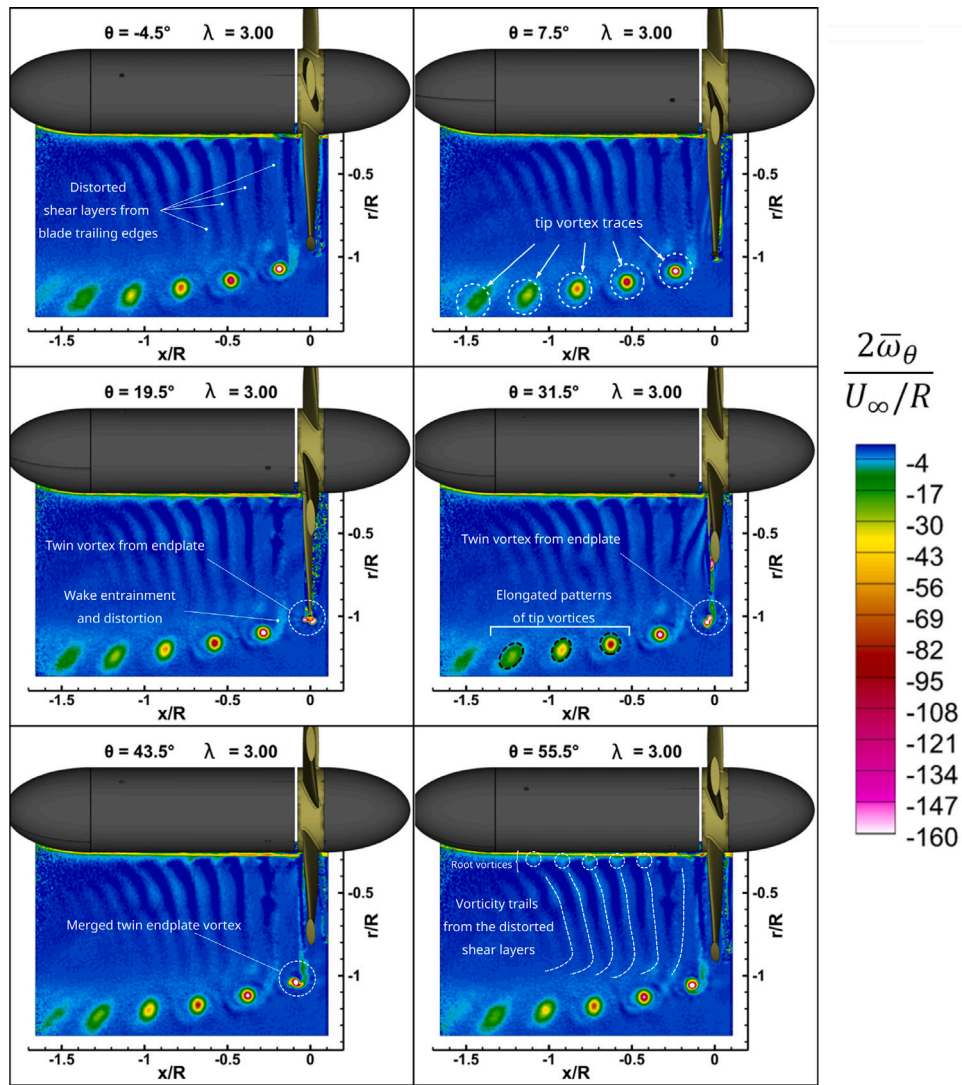 θ = -4.5° λ = 3.00
Distorted
shear layers from
blade trailing edges
-0.5
-1
r/R
-1.5 -1 -0.5 0
x/R
θ = 7.5° λ = 3.00
tip vortex traces
-0.5
-1
r/R
-1.5 -1 -0.5 0
x/R
θ = 19.5° λ = 3.00
Twin vortex from endplate
Wake entrainment
and distortion
-0.5
-1
r/R
-1.5 -1 -0.5 0
x/R
θ = 31.5° λ = 3.00
Twin vortex from endplate
Elongated patterns
of tip vortices
-0.5
-1
r/R
-1.5 -1 -0.5 0
x/R
θ = 43.5° λ = 3.00
Merged twin endplate vortex
-0.5
-1
r/R
-1.5 -1 -0.5 0
x/R
θ = 55.5° λ = 3.00
Root vortices
Vorticity trails
from the distorted
shear layers
-0.5
-1
r/R
-1.5 -1 -0.5 0
x/R
2ω̅_θ
U_∞/R
-4
-17
-30
-43
-56
-69
-82
-95
-108
-121
-134
-147
-160